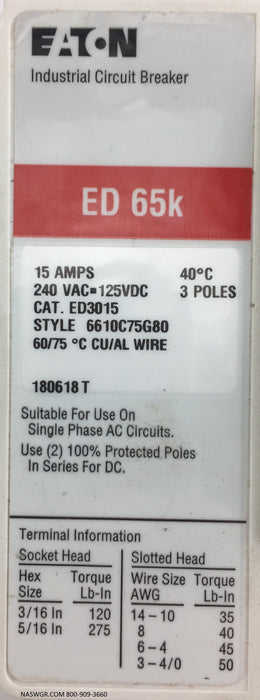 EATON
Industrial Circuit Breaker
ED 65k
15 AMPS 40°C
240 VAC=125VDC 3 POLES
CAT. ED3015
STYLE 6610C75G80
60/75 °C CU/AL WIRE
180618 T
Suitable For Use On
Single Phase AC Circuits.
Use (2) 100% Protected Poles
In Series For DC.
Terminal Information
Socket Head Slotted Head
Hex Torque Wire Size Torque
Size Lb-In AWG Lb-In
3/16 In 120 14-10 35
5/16 In 275 8 40
6-4 45
3-4/0 50
NASWGR.COM 800-909-3660